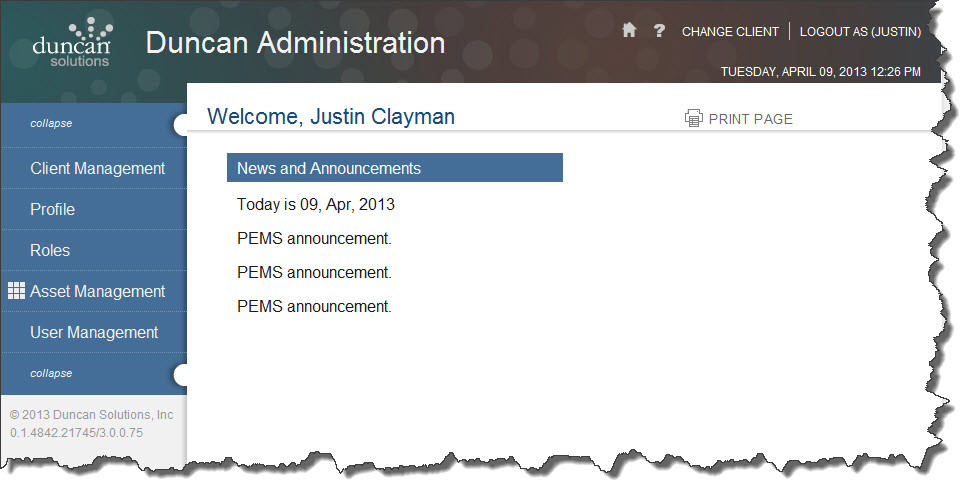 duncan
solutions
Duncan Administration
? CHANGE CLIENT LOGOUT AS (JUSTIN)
TUESDAY, APRIL 09, 2013 12:26 PM
collapse
Client Management
Profile
Roles
Asset Management
User Management
collapse
© 2013 Duncan Solutions, Inc
0.1.4842.21745/3.0.0.75
Welcome, Justin Clayman
PRINT PAGE
News and Announcements
Today is 09, Apr, 2013
PEMS announcement.
PEMS announcement.
PEMS announcement.